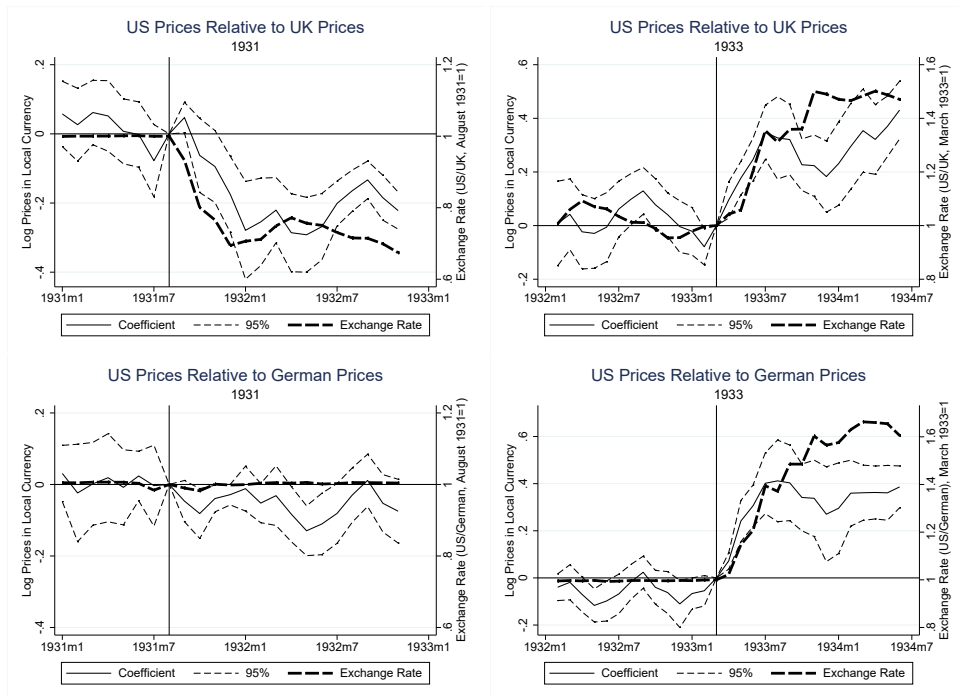 US Prices Relative to UK Prices
1931
Log Prices in Local Currency
.2
0
-.2
-.4
1.2
1
.8
.6
Exchange Rate (US/UK, August 1931=1)
1931m1 1931m7 1932m1 1932m7 1933m1
Coefficient 95% Exchange Rate
US Prices Relative to UK Prices
1933
Log Prices in Local Currency
.6
.4
.2
0
-.2
1.6
1.4
1.2
1
.8
Exchange Rate (US/UK, March 1933=1)
1932m1 1932m7 1933m1 1933m7 1934m1 1934m7
Coefficient 95% Exchange Rate
US Prices Relative to German Prices
1931
Log Prices in Local Currency
.2
0
-.2
-.4
1.2
1
.8
.6
Exchange Rate (US/German, August 1931=1)
1931m1 1931m7 1932m1 1932m7 1933m1
Coefficient 95% Exchange Rate
US Prices Relative to German Prices
1933
Log Prices in Local Currency
.6
.4
.2
0
-.2
1.6
1.4
1.2
1
.8
Exchange Rate (US/German), March 1933=1
1932m1 1932m7 1933m1 1933m7 1934m1 1934m7
Coefficient 95% Exchange Rate